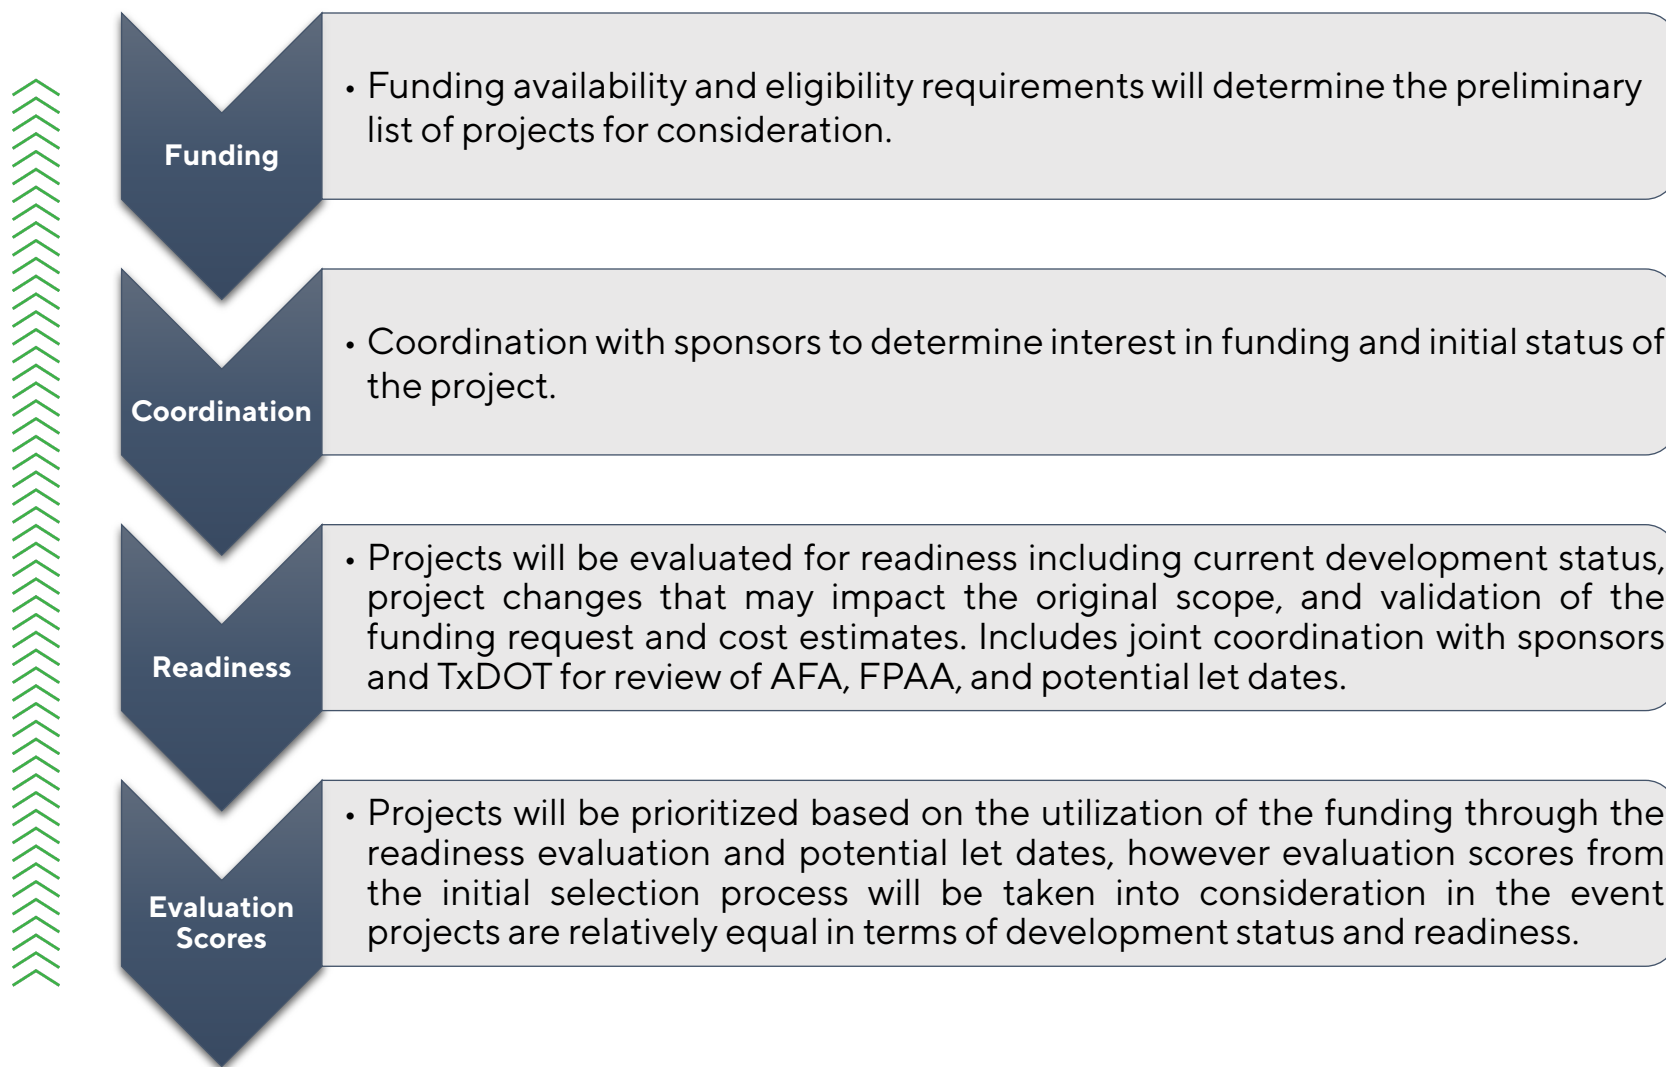 Funding
• Funding availability and eligibility requirements will determine the preliminary
list of projects for consideration.
Coordination
• Coordination with sponsors to determine interest in funding and initial status of
the project.
Readiness
• Projects will be evaluated for readiness including current development status,
project changes that may impact the original scope, and validation of the
funding request and cost estimates. Includes joint coordination with sponsors
and TxDOT for review of AFA, FPAA, and potential let dates.
Evaluation
Scores
• Projects will be prioritized based on the utilization of the funding through the
readiness evaluation and potential let dates, however evaluation scores from
the initial selection process will be taken into consideration in the event
projects are relatively equal in terms of development status and readiness.